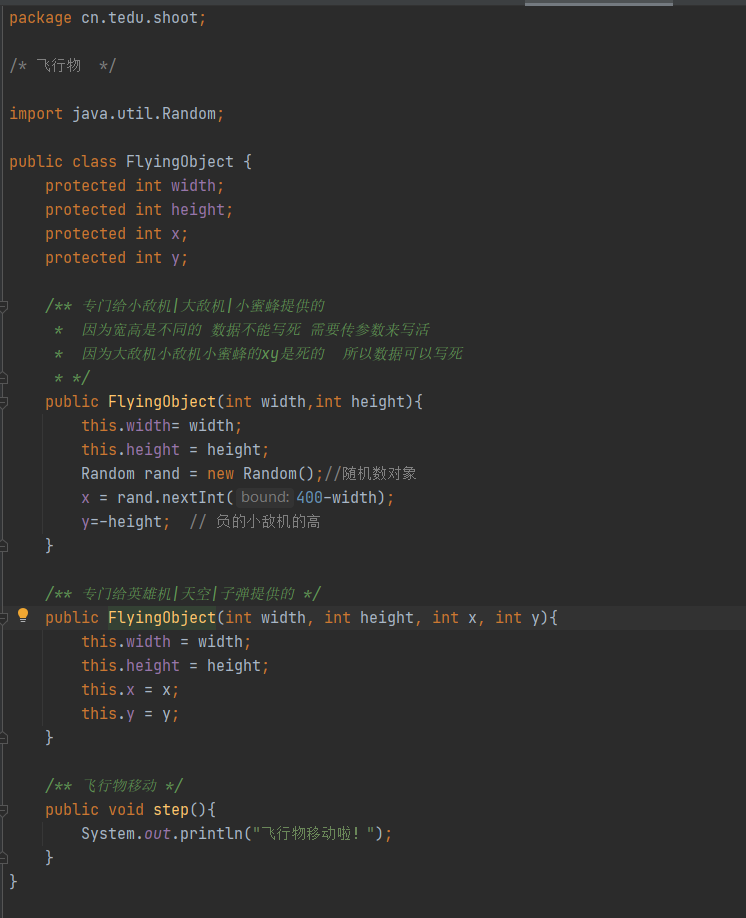 package cn.tedu.shoot;
/* 飞行物  */
import java.util.Random;
public class FlyingObject {
protected int width;
protected int height;
protected int x;
protected int y;
/** 专门给小敌机|大敌机|小蜜蜂提供的
*  因为宽高是不同的 数据不能写死 需要传参数来写活
*  因为大敌机小敌机小蜜蜂的xy是死的  所以数据可以写死
* */
public FlyingObject(int width,int height){
this.width= width;
this.height = height;
Random rand = new Random();//随机数对象
x = rand.nextInt( bound: 400-width);
y=-height;  // 负的小敌机的高
}
/** 专门给英雄机|天空|子弹提供的 */
public FlyingObject(int width, int height, int x, int y){
this.width = width;
this.height = height;
this.x = x;
this.y = y;
}
/** 飞行物移动 */
public void step(){
System.out.println("飞行物移动啦! ");
}
}